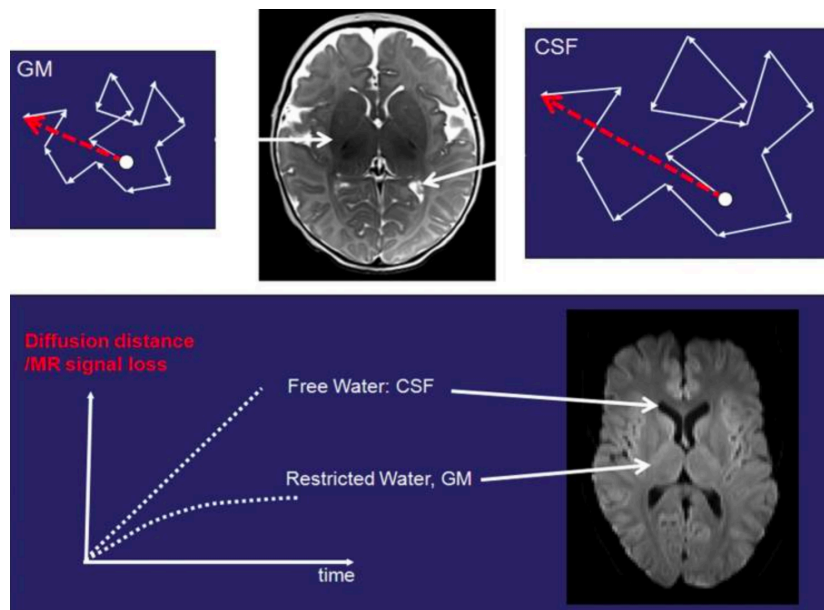 GM
CSF
Diffusion distance
/MR signal loss
Free Water: CSF
Restricted Water, GM
time